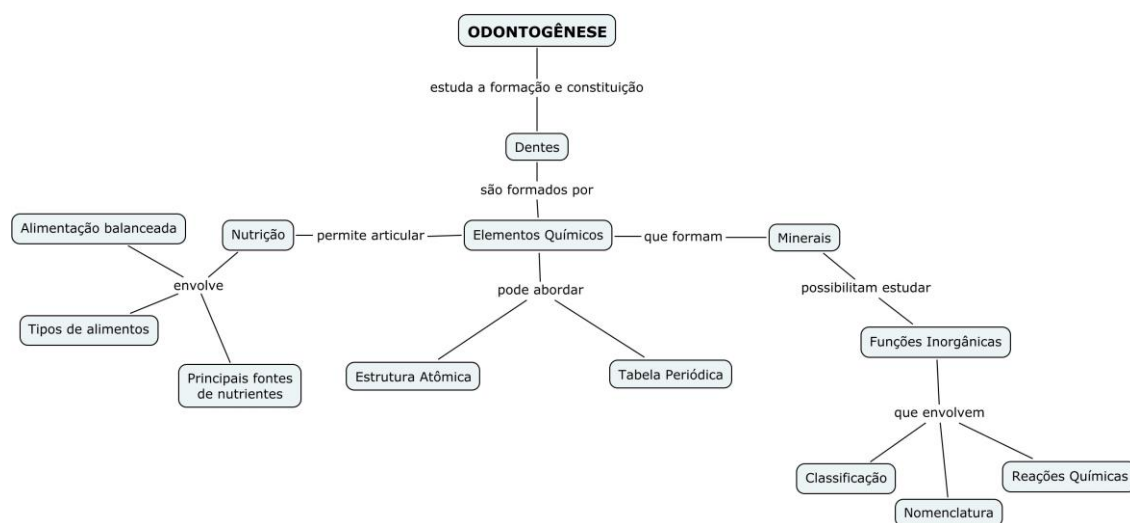 ODONTOGÊNESE
estuda a formação e constituição
Dentes
são formados por
Alimentação balanceada
Nutrição
permite articular
Elementos Químicos
que formam
Minerais
envolve
pode abordar
possibilitam estudar
Tipos de alimentos
Funções Inorgânicas
Principais fontes
de nutrientes
Estrutura Atômica
Tabela Periódica
que envolvem
Classificação
Reações Químicas
Nomenclatura